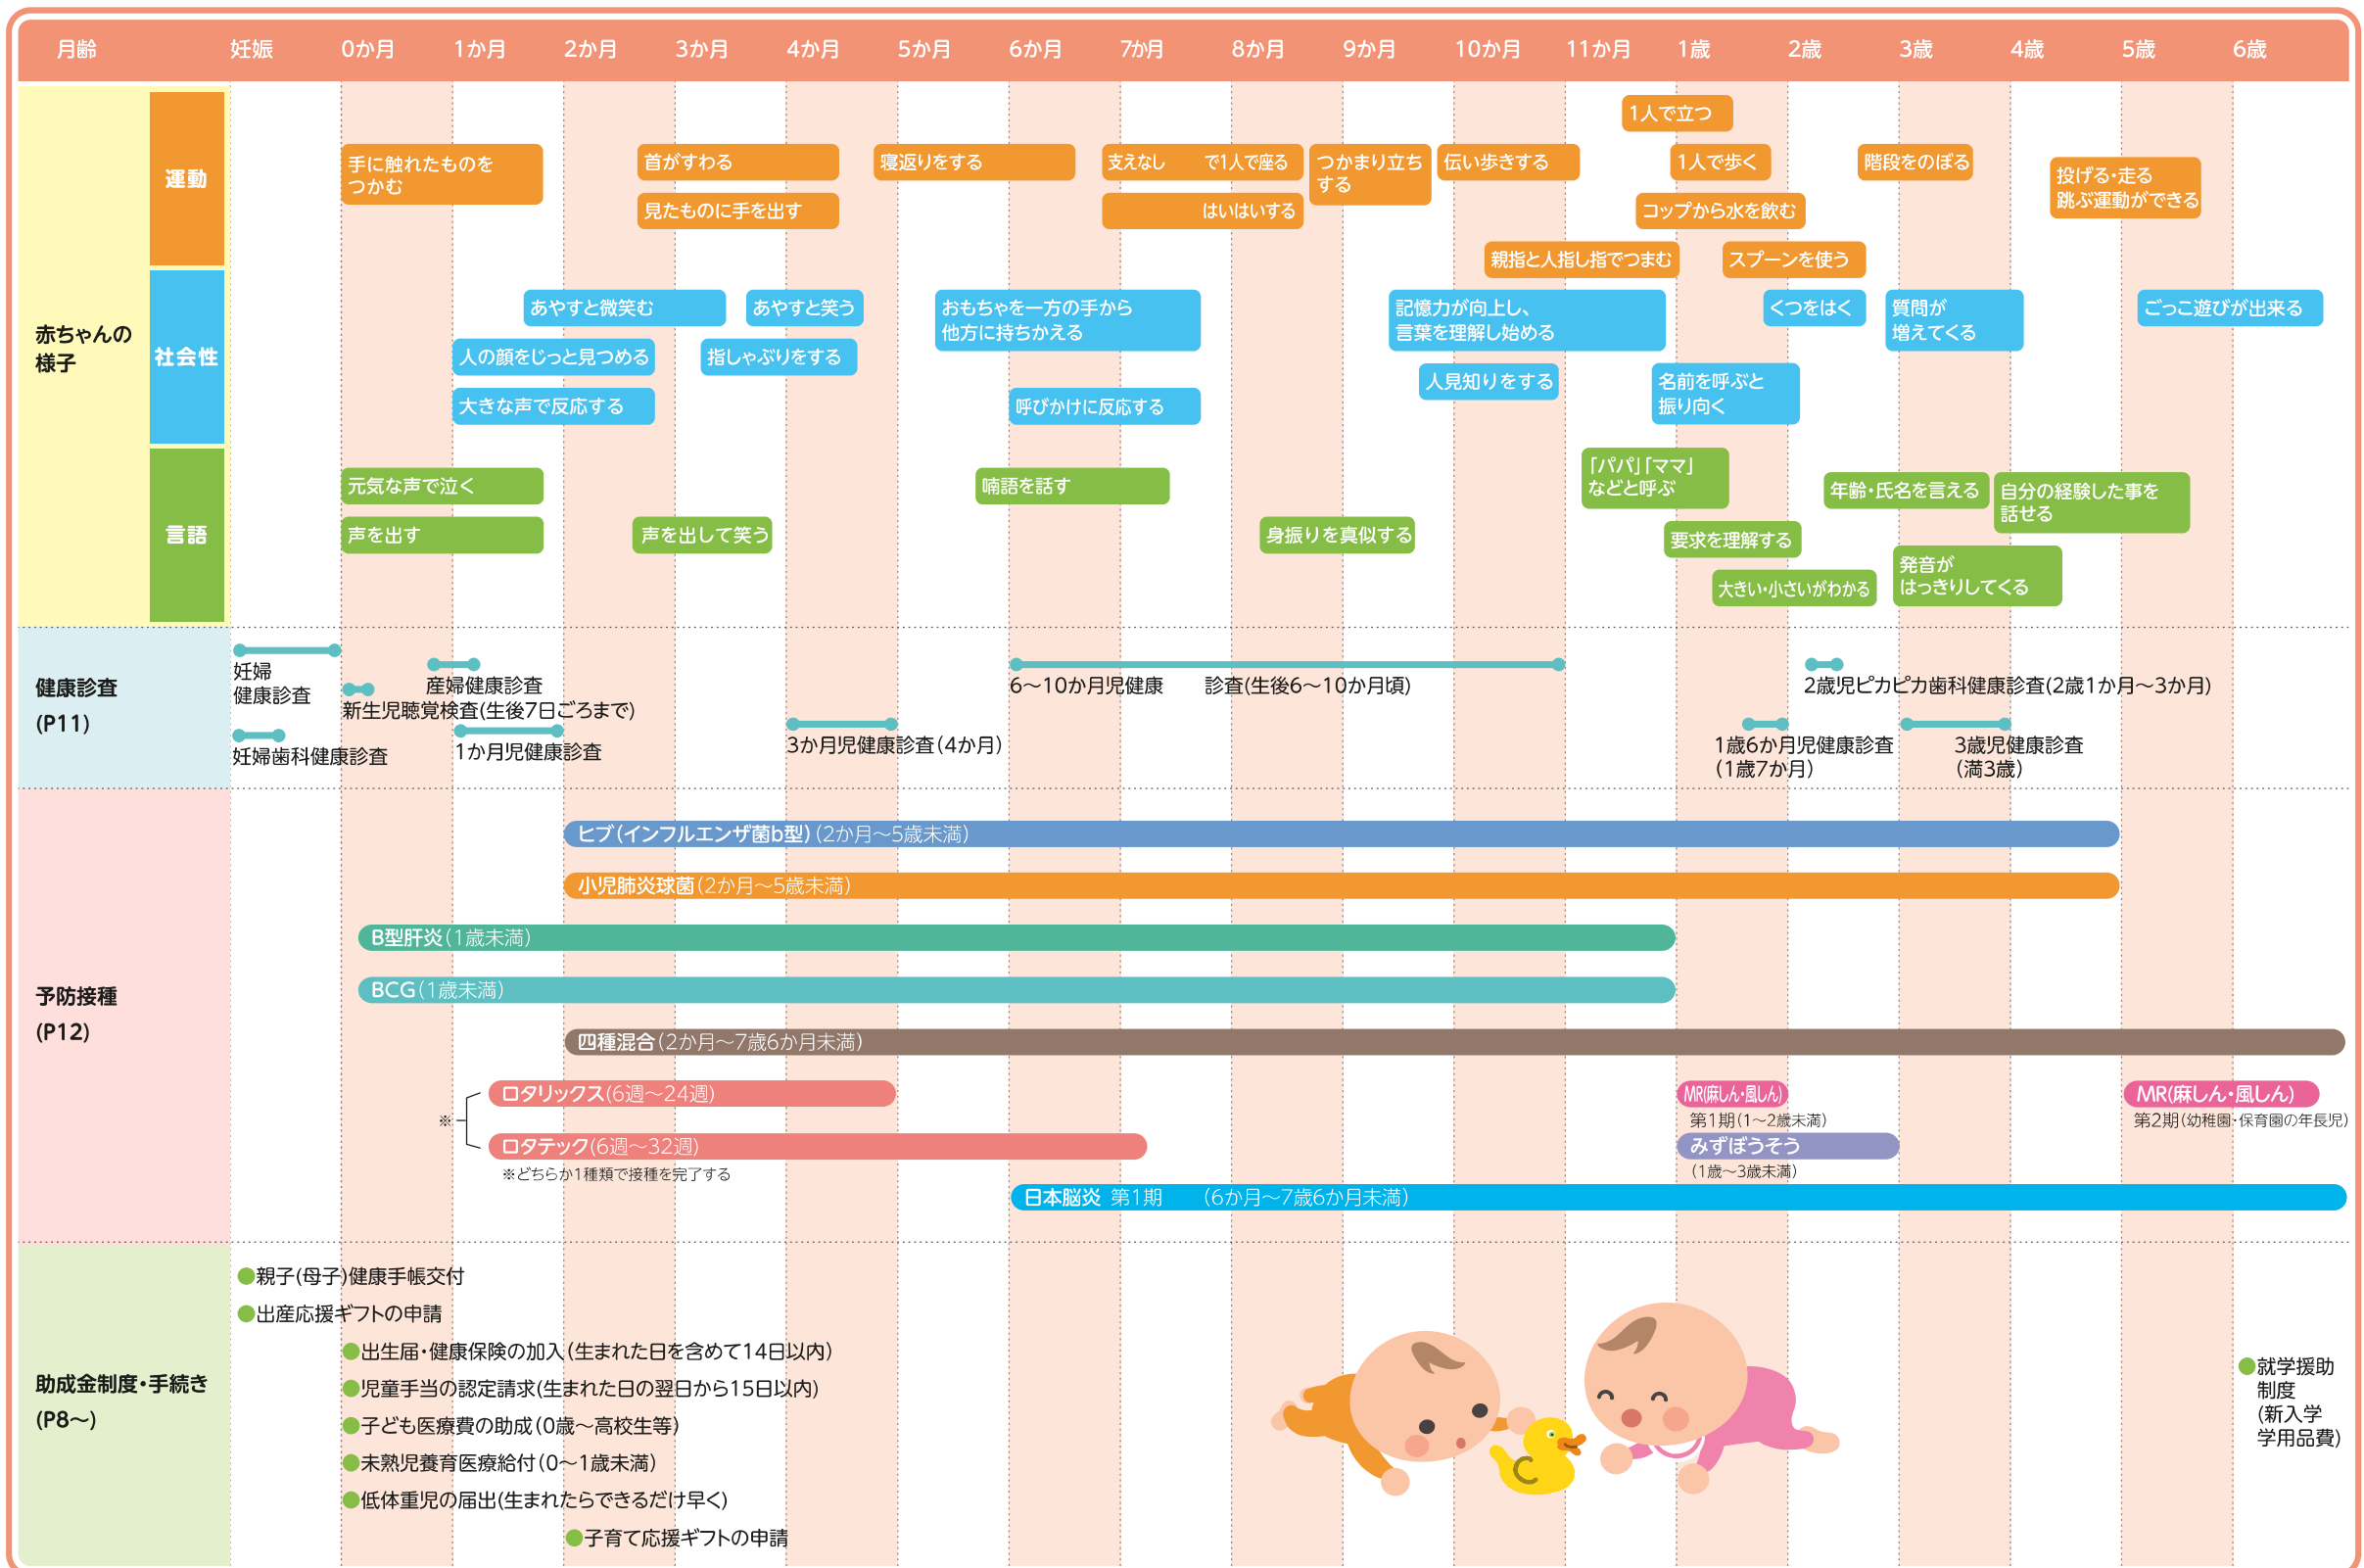 月齢 妊娠 0か月 1か月 2か月 3か月 4か月 5か月 6か月 7か月 8か月 9か月 10か月 11か月 1歳 2歳 3歳 4歳 5歳 6歳
赤ちゃんの
様子
運動
1人で立つ
手に触れたものを
つかむ
首がすわる
寝返りをする
支えなし で1人で座る
つかまり立ち
する
伝い歩きする
1人で歩く
階段をのぼる
投げる・走る
跳ぶ運動ができる
見たものに手を出す
はいはいする
コップから水を飲む
親指と人指し指でつまむ
スプーンを使う
社会性
あやすと微笑む
あやすと笑う
おもちゃを一方の手から
他方に持ちかえる
記憶力が向上し、
言葉を理解し始める
くつをはく
質問が
増えてくる
ごっこ遊びが出来る
人の顔をじっと見つめる
指しゃぶりをする
人見知りをする
名前を呼ぶと
振り向く
大きな声で反応する
呼びかけに反応する
言語
元気な声で泣く
喃語を話す
「パパ」「ママ」
などと呼ぶ
年齢・氏名を言える
自分の経験した事を
話せる
声を出す
声を出して笑う
身振りを真似する
要求を理解する
発音が
はっきりしてくる
大きい・小さいがわかる
健康診査
(P11)
妊婦
健康診査
産婦健康診査
新生児聴覚検査(生後7日ごろまで)
妊婦歯科健康診査
1か月児健康診査
3か月児健康診査(4か月)
6〜10か月児健康 診査(生後6〜10か月頃)
2歳児ピカピカ歯科健康診査(2歳1か月〜3か月)
1歳6か月児健康診査
(1歳7か月)
3歳児健康診査
(満3歳)
予防接種
(P12)
ヒブ(インフルエンザ菌b型)(2か月〜5歳未満)
小児肺炎球菌(2か月〜5歳未満)
B型肝炎(1歳未満)
BCG(1歳未満)
四種混合(2か月〜7歳6か月未満)
※
ロタリックス(6週〜24週)
MR(麻しん・風しん)
第1期(1〜2歳未満)
MR(麻しん・風しん)
第2期(幼稚園・保育園の年長児)
ロタテック(6週〜32週)
※どちらか1種類で接種を完了する
みずぼうそう
(1歳〜3歳未満)
日本脳炎 第1期 (6か月〜7歳6か月未満)
助成金制度・手続き
(P8〜)
●親子(母子)健康手帳交付
●出産応援ギフトの申請
●出生届・健康保険の加入(生まれた日を含めて14日以内)
●児童手当の認定請求(生まれた日の翌日から15日以内)
●子ども医療費の助成(0歳〜高校生等)
●未熟児養育医療給付(0〜1歳未満)
●低体重児の届出(生まれたらできるだけ早く)
●子育て応援ギフトの申請
●就学援助
制度
(新入学
学用品費)